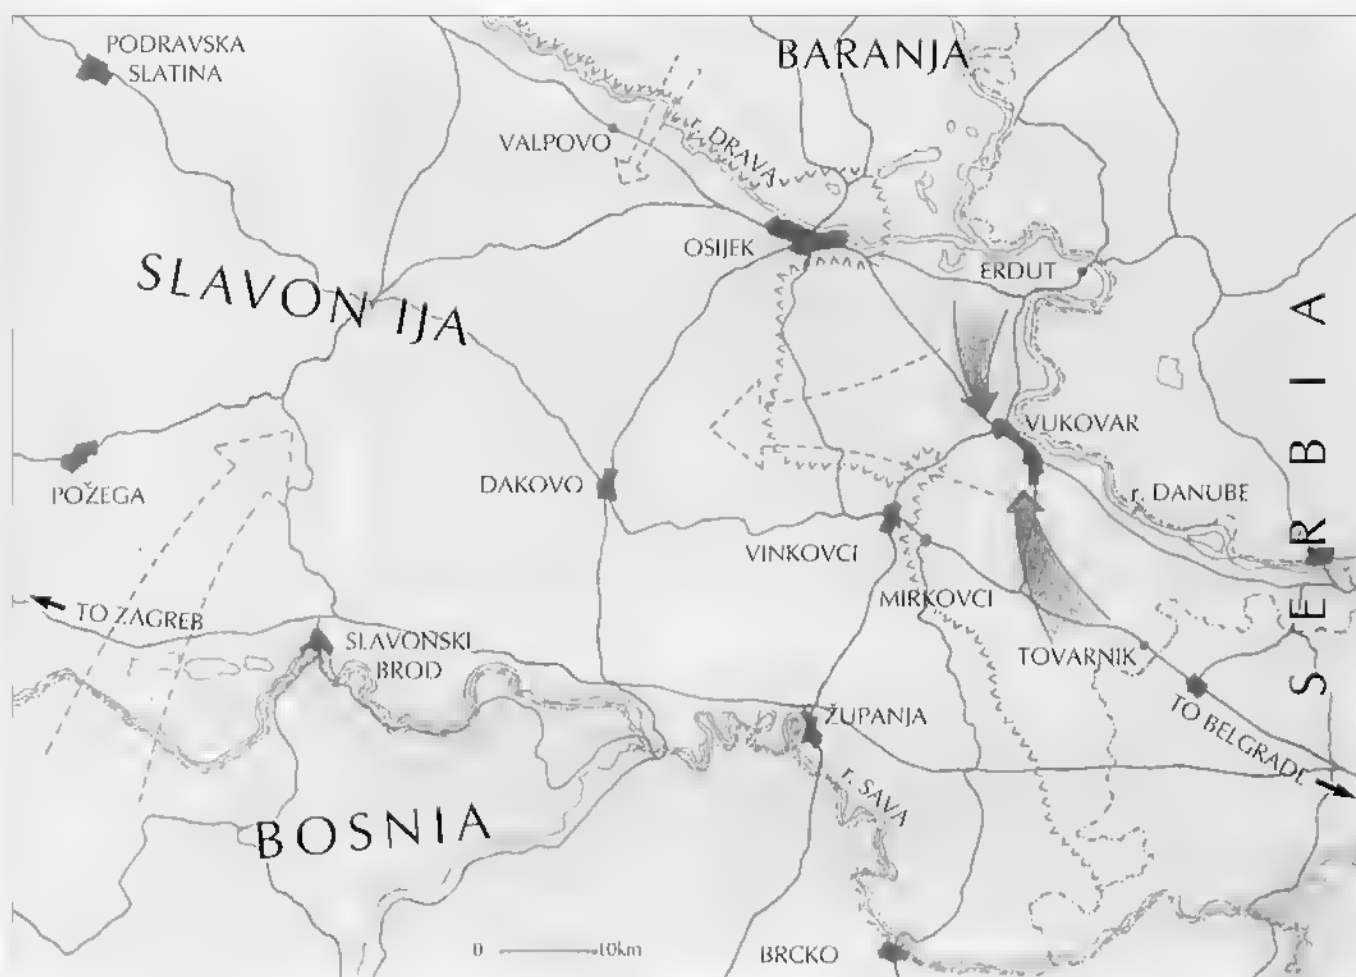 PODRAVSKA
SLATINA
BARANJA
VALPOVO
r. DRAVA
OSIJEK
ERDUT
SLAVONIJA
SERBIA
VUKOVAR
POŽEGA
DAKOVO
r. DANUBE
VINKOVCI
MIRKOVCI
TO ZAGREB
SLAVONSKI
BROD
TOVARNIK
ŽUPANJA
TO BELGRADE
r. SAVA
BOSNIA
0 10km
BRCKO